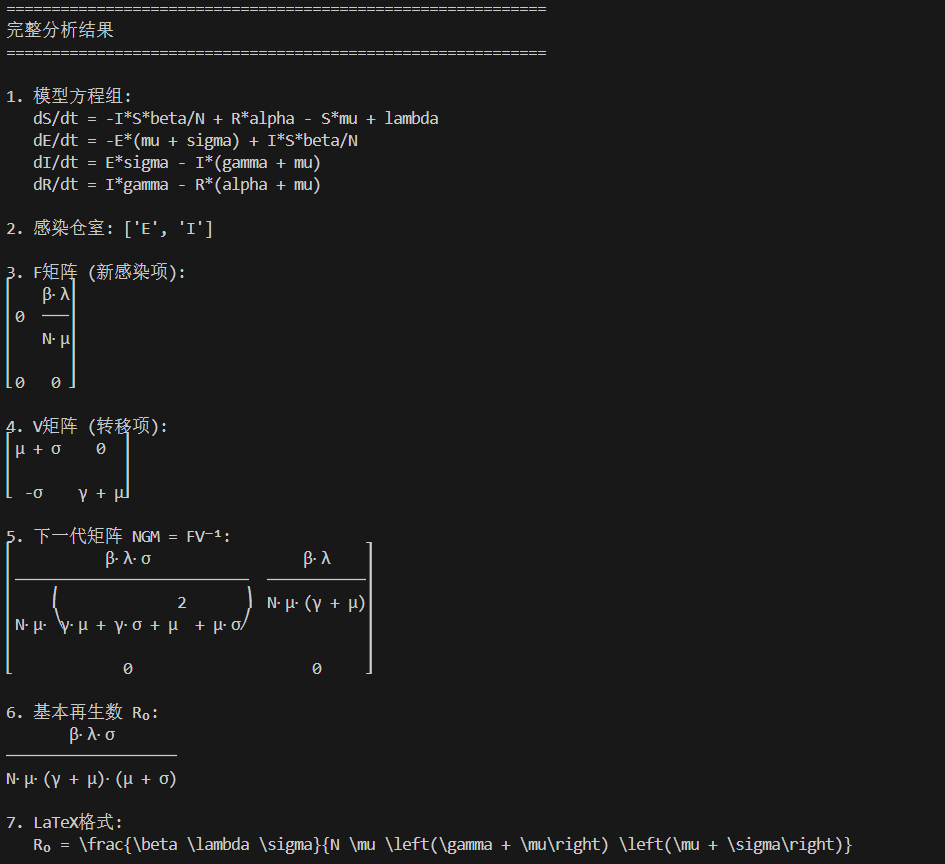 ============================================================
完整分析结果
============================================================
1. 模型方程组:
dS/dt = -I*S*beta/N + R*alpha - S*mu + lambda
dE/dt = -E*(mu + sigma) + I*S*beta/N
dI/dt = E*sigma - I*(gamma + mu)
dR/dt = I*gamma - R*(alpha + mu)
2. 感染仓室: ['E', 'I']
3. F矩阵 (新感染项):
⎡   β⋅λ⎤
⎢0  ───⎥
⎢   N⋅μ⎥
⎢      ⎥
⎣0   0 ⎦
4. V矩阵 (转移项):
⎡μ + σ    0  ⎤
⎢            ⎥
⎣ -σ    γ + μ⎦
5. 下一代矩阵 NGM = FV⁻¹:
⎡          β⋅λ⋅σ               β⋅λ    ⎤
⎢──────────────────────────  ───────────⎥
⎢    ⎛             2      ⎞  N⋅μ⋅(γ + μ)⎥
⎢N⋅μ⋅⎝γ⋅μ + γ⋅σ + μ  + μ⋅σ⎠             ⎥
⎢                                       ⎥
⎣            0                    0     ⎦
6. 基本再生数 R₀:
β⋅λ⋅σ
───────────────────
N⋅μ⋅(γ + μ)⋅(μ + σ)
7. LaTeX格式:
R₀ = \frac{\beta \lambda \sigma}{N \mu \left(\gamma + \mu\right) \left(\mu + \sigma\right)}